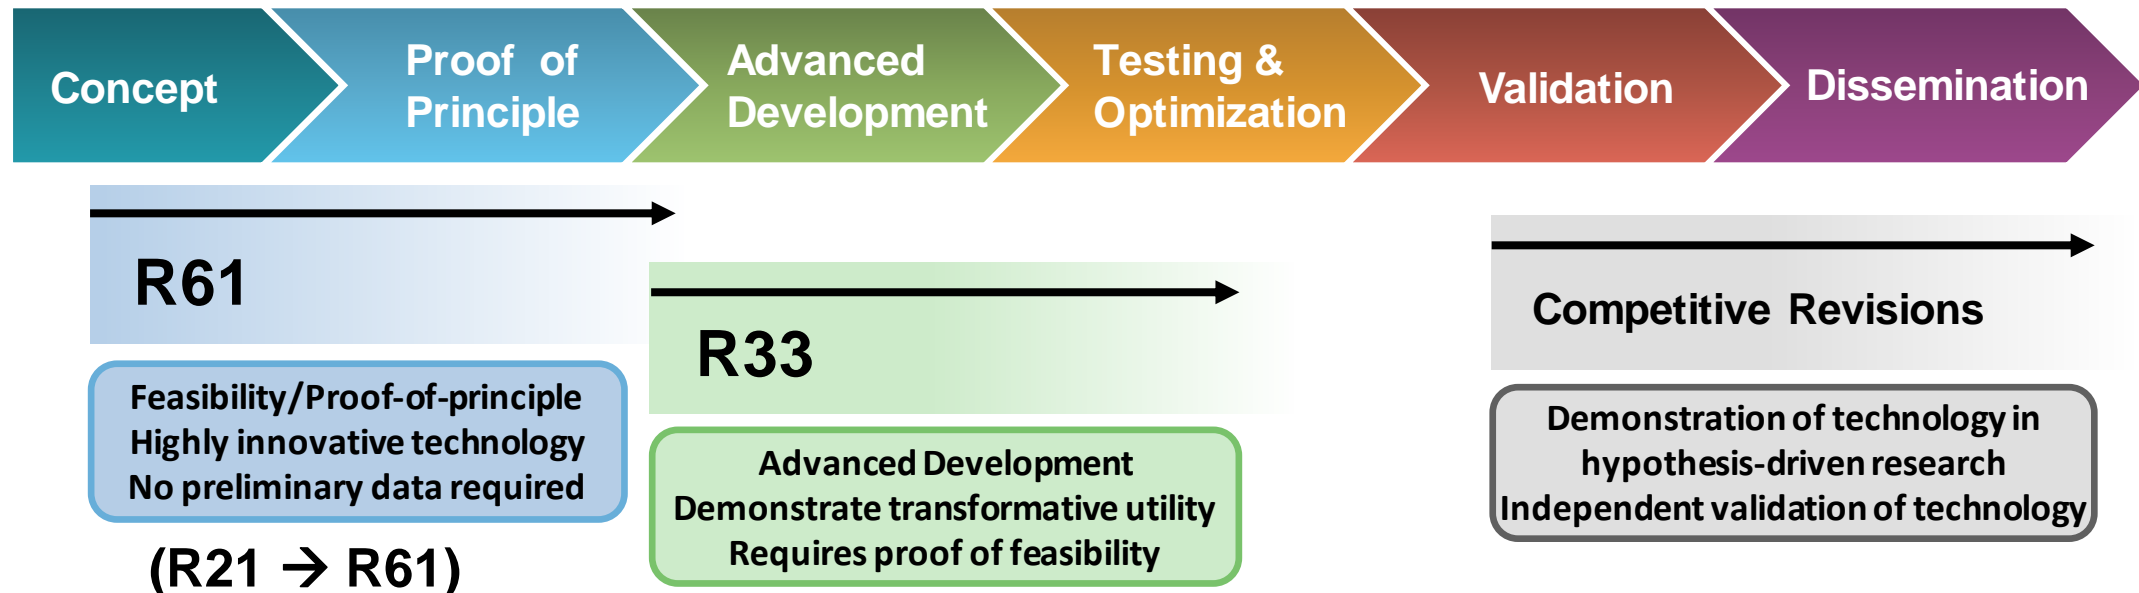 Concept
Proof of
Principle
Advanced
Development
Testing &
Optimization
Validation
Dissemination
R61
Feasibility/Proof-of-principle
Highly innovative technology
No preliminary data required
(R21 → R61)
R33
Advanced Development
Demonstrate transformative utility
Requires proof of feasibility
Competitive Revisions
Demonstration of technology in
hypothesis-driven research
Independent validation of technology